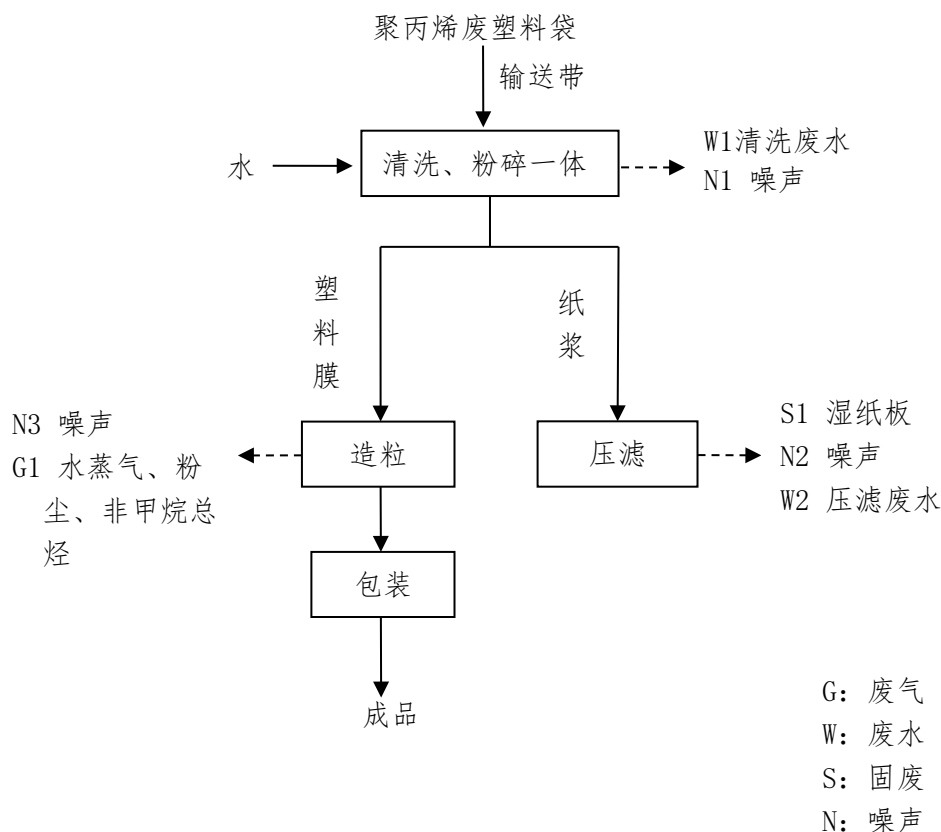 聚丙烯废塑料袋
输送带
水
清洗、粉碎一体
W1清洗废水
N1 噪声
塑
料
膜
纸
浆
N3 噪声
G1 水蒸气、粉
尘、非甲烷总
烃
造粒
压滤
S1 湿纸板
N2 噪声
W2 压滤废水
包装
成品
G：废气
W：废水
S：固废
N：噪声